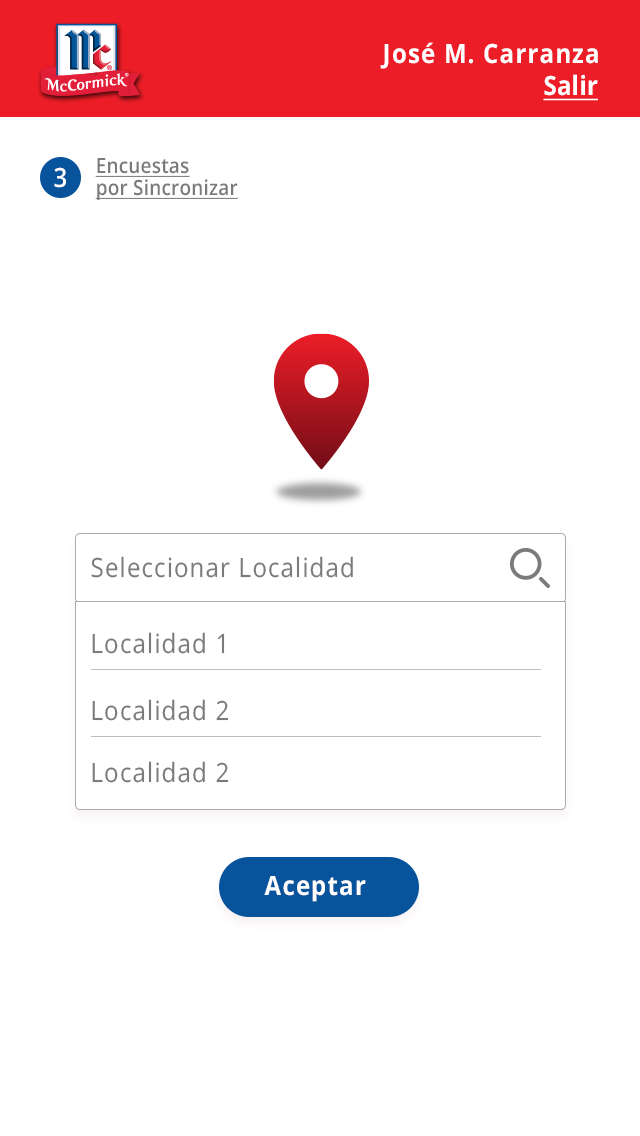 Mc
McCormick®
José M. Carranza
Salir
3
Encuestas
por Sincronizar
Seleccionar Localidad
Localidad 1
Localidad 2
Localidad 2
Aceptar